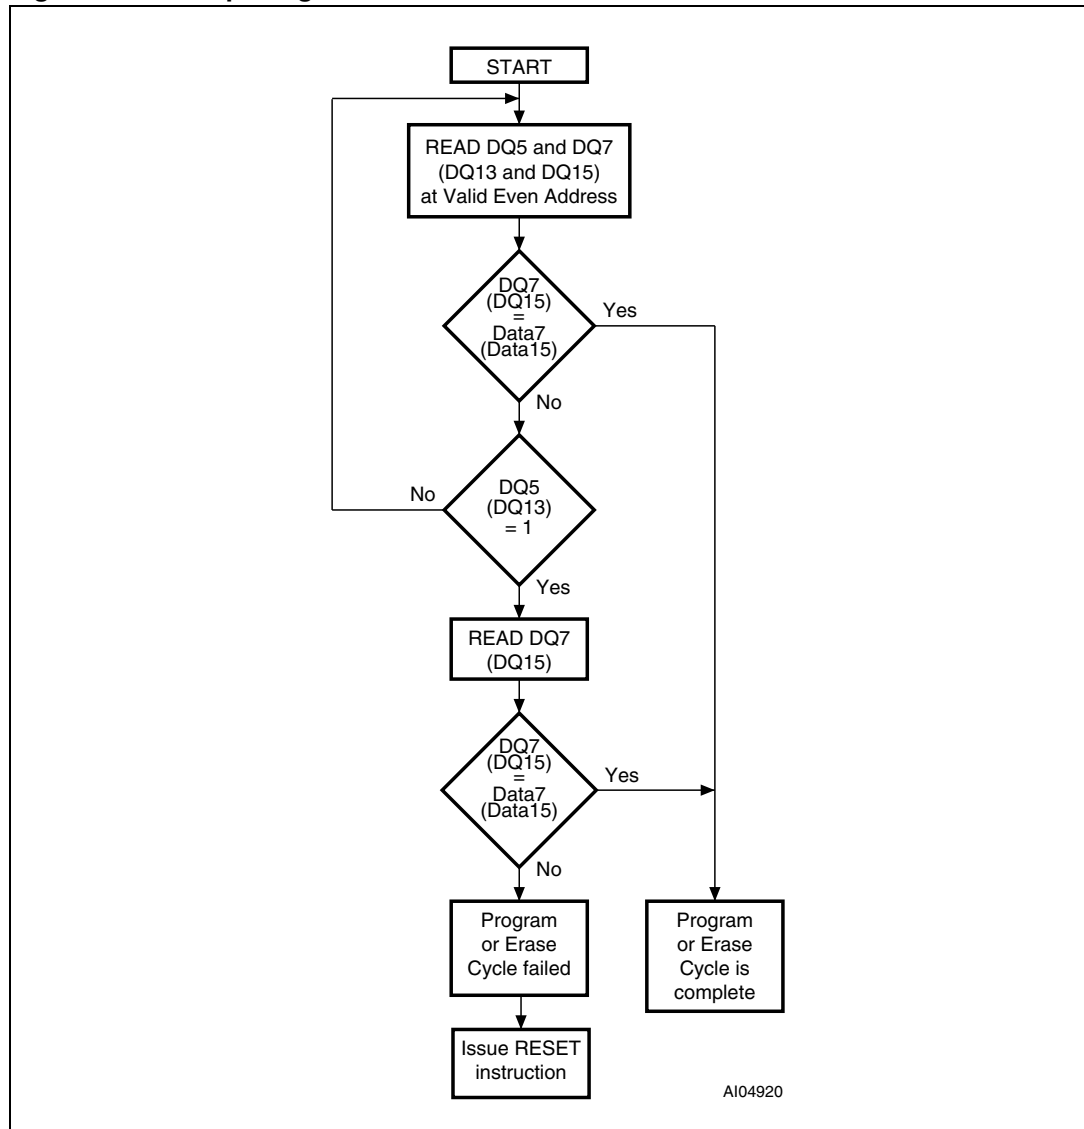 START
READ DQ5 and DQ7
(DQ13 and DQ15)
at Valid Even Address
DQ7
(DQ15)
=
Data7
(Data15)
Yes
No
DQ5
(DQ13)
= 1
No
Yes
READ DQ7
(DQ15)
DQ7
(DQ15)
=
Data7
(Data15)
Yes
No
Program
or Erase
Cycle failed
Program
or Erase
Cycle is
complete
Issue RESET
instruction
AI04920